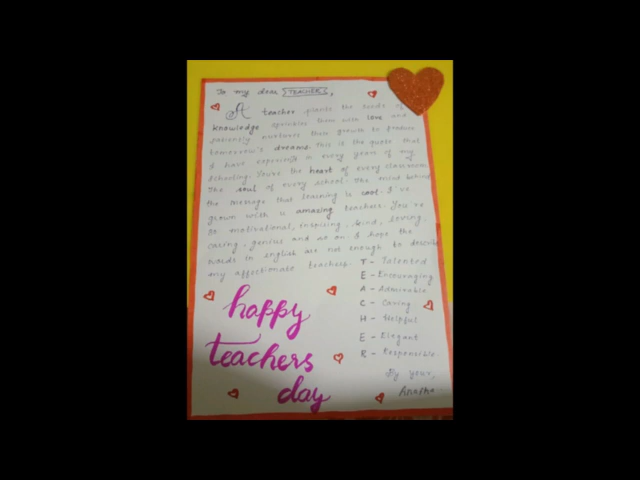 To my dear TEACHER,
A teacher plants the seeds of
knowledge sprinkles them with love and
patiently nurtures their growth to produce
tomorrow's dreams. This is the quote that
I have experience in every years of my
schooling. You're the heart of every classroom
The soul of every school. The mind behind
the message that learning is cool. I've
grown with is amazing teachers. You're
so motivational, inspiring, kind, loving,
caring, genius and so on. I hope the
words in english are not enough to describe
my affectionate teachers.
T - Talented
E - Encouraging
A - Admirable
C - Caring
H - Helpful
E - Elegant
R - Responsible
happy
teachers
day
By your,